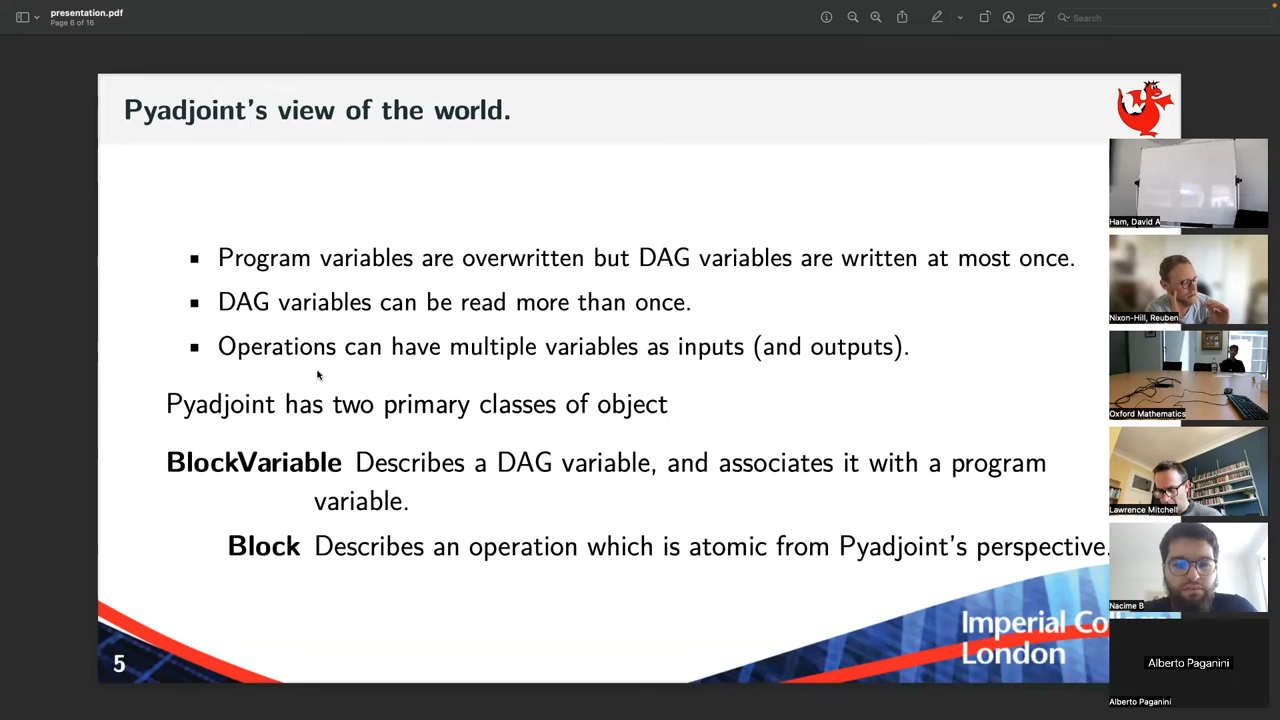 presentation.pdf
Page 6 of 16
Search
Pyadjoint's view of the world.
Program variables are overwritten but DAG variables are written at most once.
DAG variables can be read more than once.
Operations can have multiple variables as inputs (and outputs).
Pyadjoint has two primary classes of object
BlockVariable Describes a DAG variable, and associates it with a program
variable.
Block Describes an operation which is atomic from Pyadjoint's perspective.
Imperial Co
London
5
Ham, David A
Nixon-Hill, Reuben
Oxford Mathematics
Lawrence Mitchell
Nacime B
Alberto Paganini
Alberto Paganini